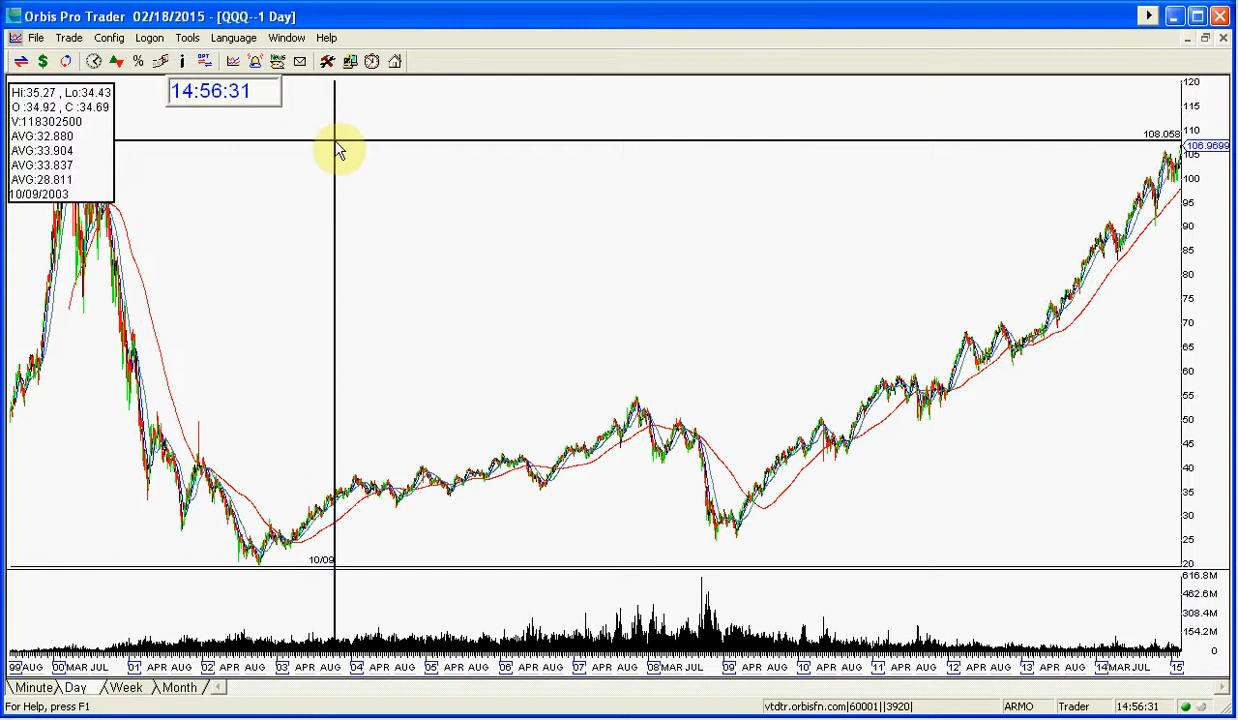 Orbis Pro Trader 02/18/2015 - [QQQ--1 Day]
File Trade Config Logon Tools Language Window Help
14:56:31
Hi:35.27 , Lo:34.43
O :34.92 , C :34.69
V:118302500
AVG:32.880
AVG:33.904
AVG:33.837
AVG:28.811
10/09/2003
120
115
110
108.058
106.9699
105
100
95
90
85
80
75
70
65
60
55
50
45
40
35
30
25
20
10/09
616.8M
462.6M
308.4M
154.2M
0
99 AUG 00 MAR JUL 01 APR AUG 02 APR AUG 03 APR AUG 04 APR AUG 05 APR AUG 06 APR AUG 07 APR AUG 08 MAR JUL 09 APR AUG 10 APR AUG 11 APR AUG 12 APR AUG 13 APR AUG 14 MAR JUL 15
Minute Day Week Month
For Help, press F1 vtdtr.orbisfn.com|60001||3920| ARMO Trader 14:56:31